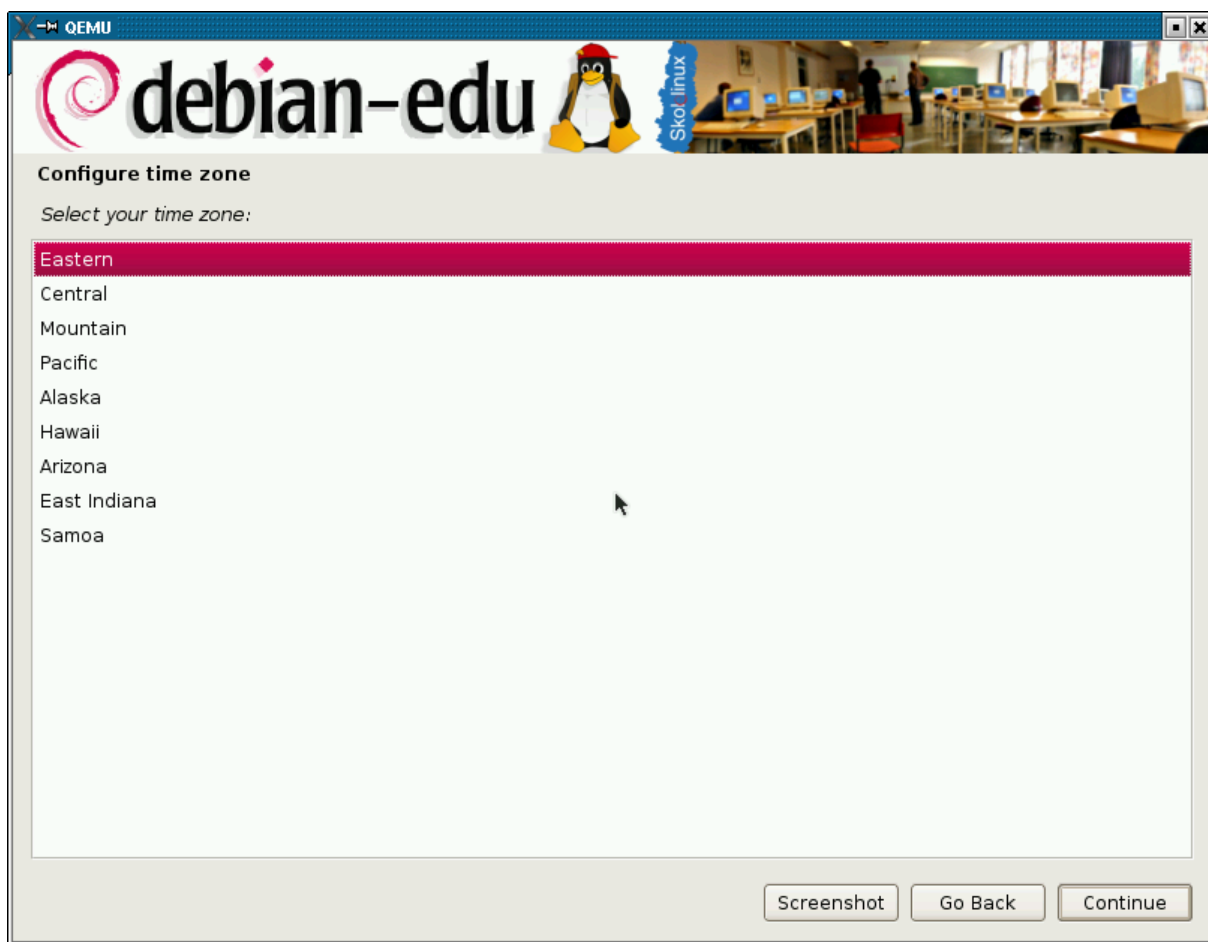 QEMU
debian-edu
Skolelinux
Configure time zone
Select your time zone:
Eastern
Central
Mountain
Pacific
Alaska
Hawaii
Arizona
East Indiana
Samoa
Screenshot
Go Back
Continue